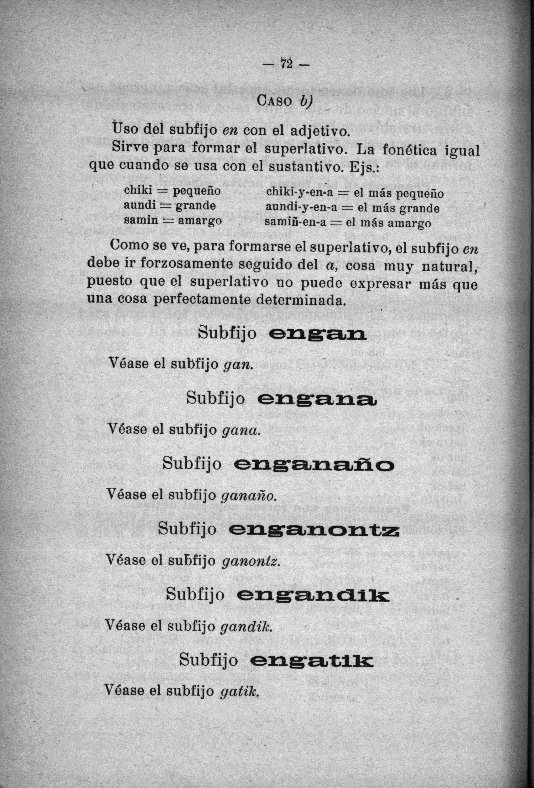 — 72 —
CASO b)
Uso del subfijo en con el adjetivo.
Sirve para formar el superlativo. La fonética igual
que cuando se usa con el sustantivo. Ejs.:
chiki = pequeño chiki-y-en-a = el más pequeño
aundi = grande aundi-y-en-a = el más grande
samin = amargo samiñ-en-a = el más amargo
Como se ve, para formarse el superlativo, el subfijo en
debe ir forzosamente seguido del a, cosa muy natural,
puesto que el superlativo no puede expresar más que
una cosa perfectamente determinada.
Subfijo engan
Véase el subfijo gan.
Subfijo engana
Véase el subfijo gana.
Subfijo enganaño
Véase el subfijo ganaño.
Subfijo enganontz
Véase el subfijo ganontz.
Subfijo engandik
Véase el subfijo gandik.
Subfijo engatik
Véase el subfijo gatik.